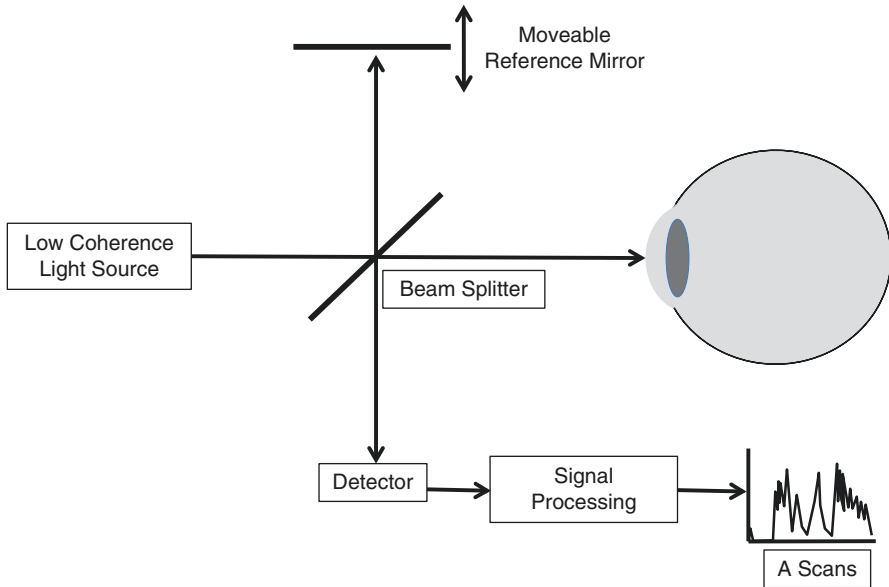 Moveable
Reference Mirror
Low Coherence
Light Source
Beam Splitter
Detector
Signal
Processing
A Scans